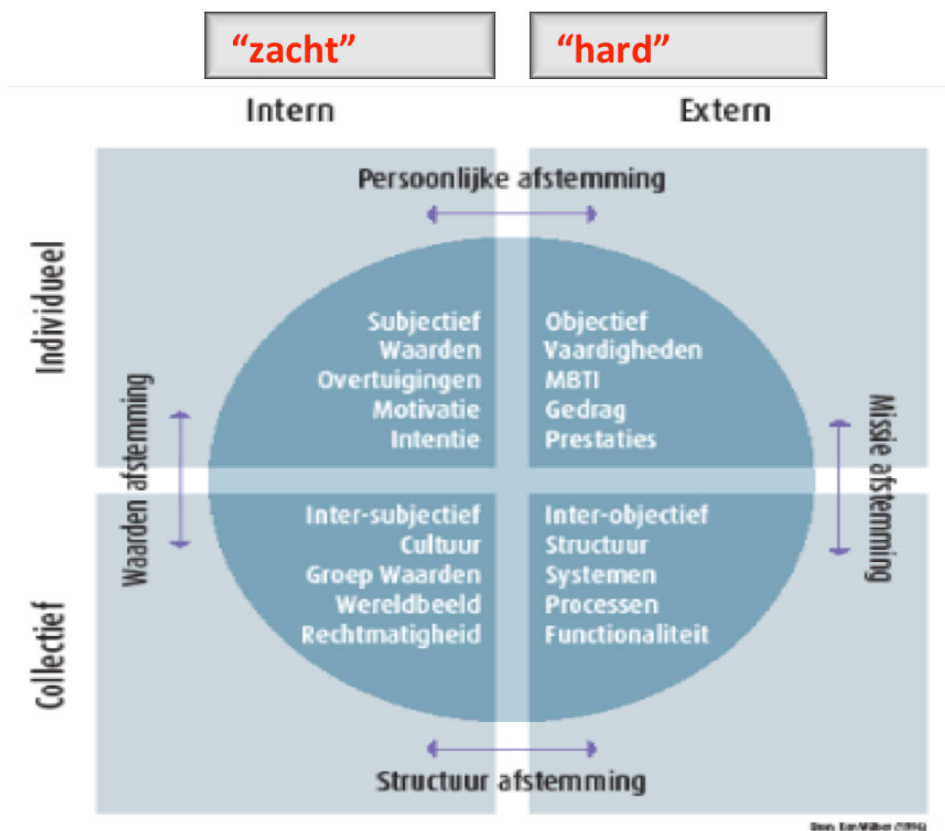 “zacht”
“hard”
Intern
Extern
Persoonlijke afstemming
Individueel
Subjectief
Waarden
Overtuigingen
Motivatie
Intentie
Objectief
Vaardigheden
MBTI
Gedrag
Prestaties
Waarden afstemming
Missie afstemming
Collectief
Inter-subjectief
Cultuur
Groep Waarden
Wereldbeeld
Rechtmatigheid
Inter-objectief
Structuur
Systemen
Processen
Functionaliteit
Structuur afstemming